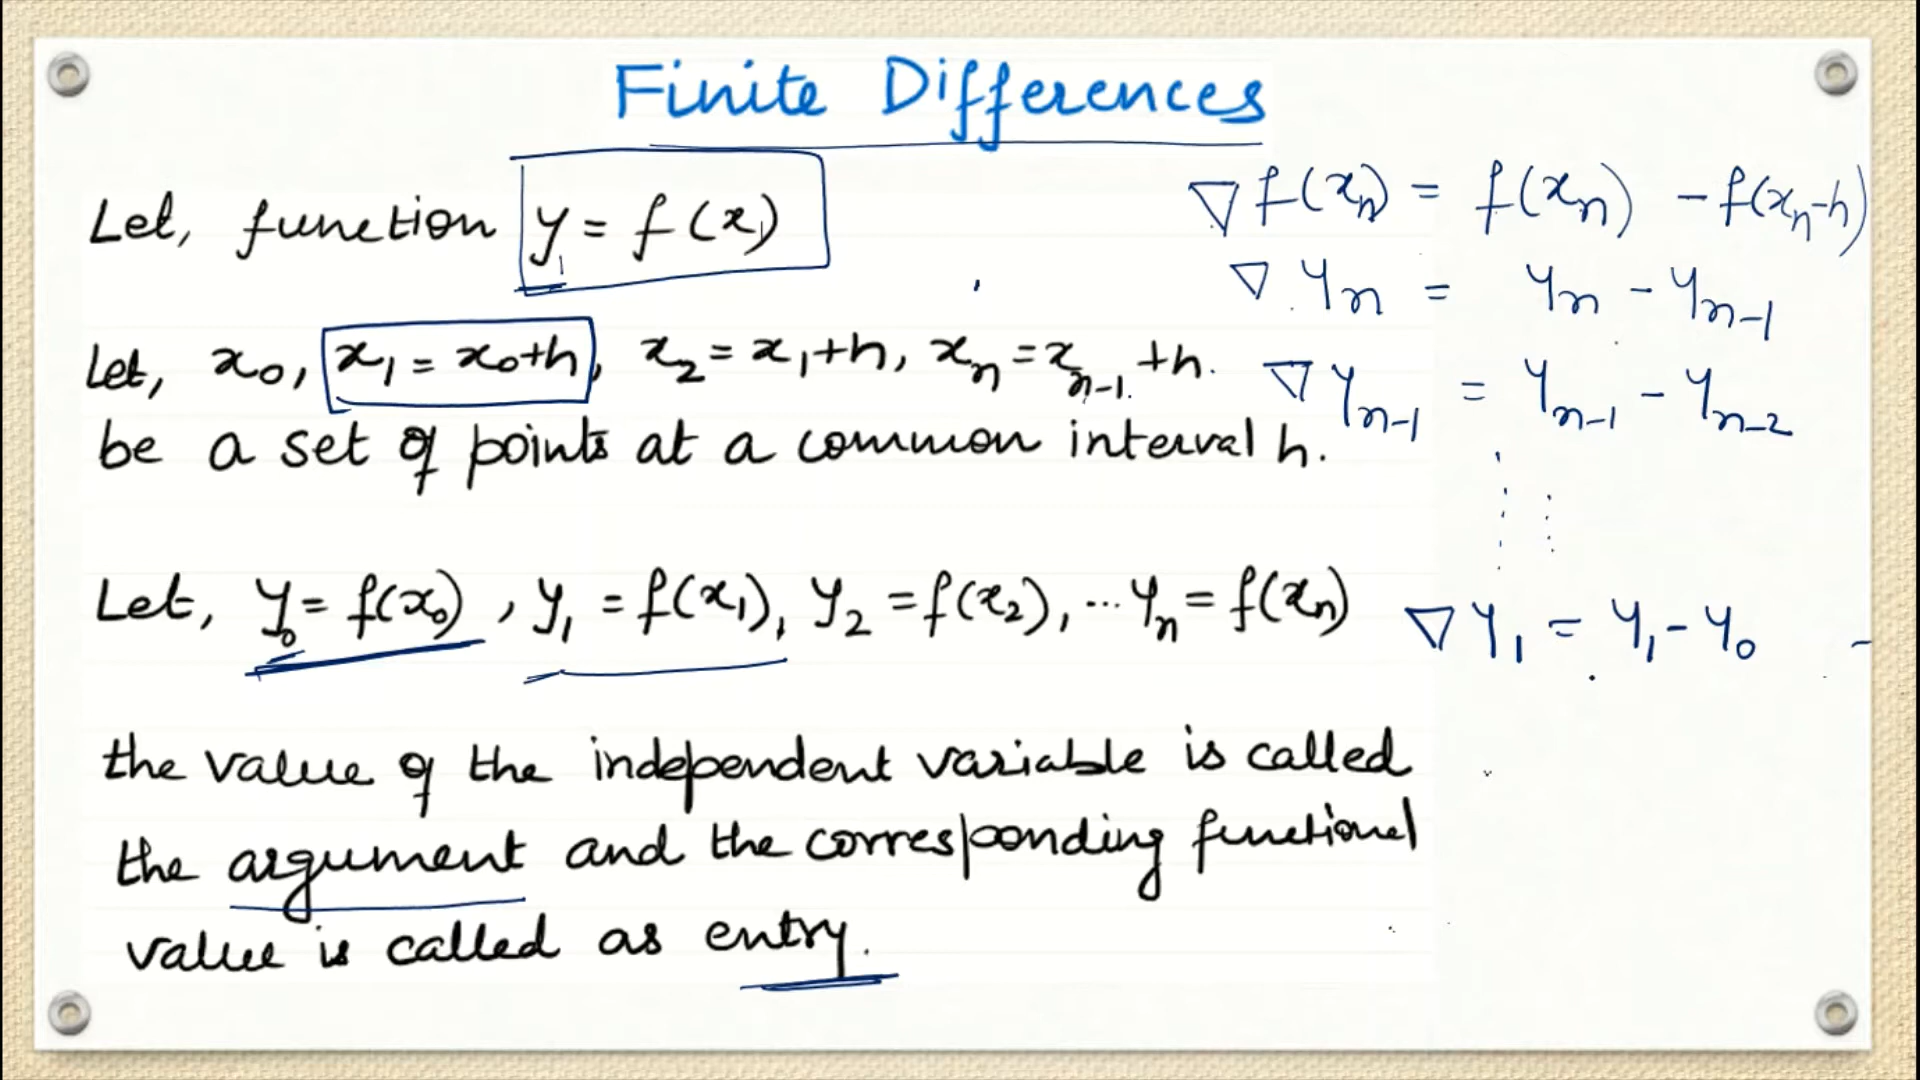 Finite Differences
Let, function y = f(x)
Let, x₀, x₁ = x₀+h, x₂ = x₁+h, xₙ = xₙ₋₁ +h.
be a set of points at a common interval h.
Let, y₀ = f(x₀), y₁ = f(x₁), y₂ = f(x₂), ... yₙ = f(xₙ)
the value of the independent variable is called
the argument and the corresponding functional
value is called as entry.
∇ f(xₙ) = f(xₙ) - f(xₙ-h)
∇ yₙ = yₙ - yₙ₋₁
∇ yₙ₋₁ = yₙ₋₁ - yₙ₋₂
∇ y₁ = y₁ - y₀